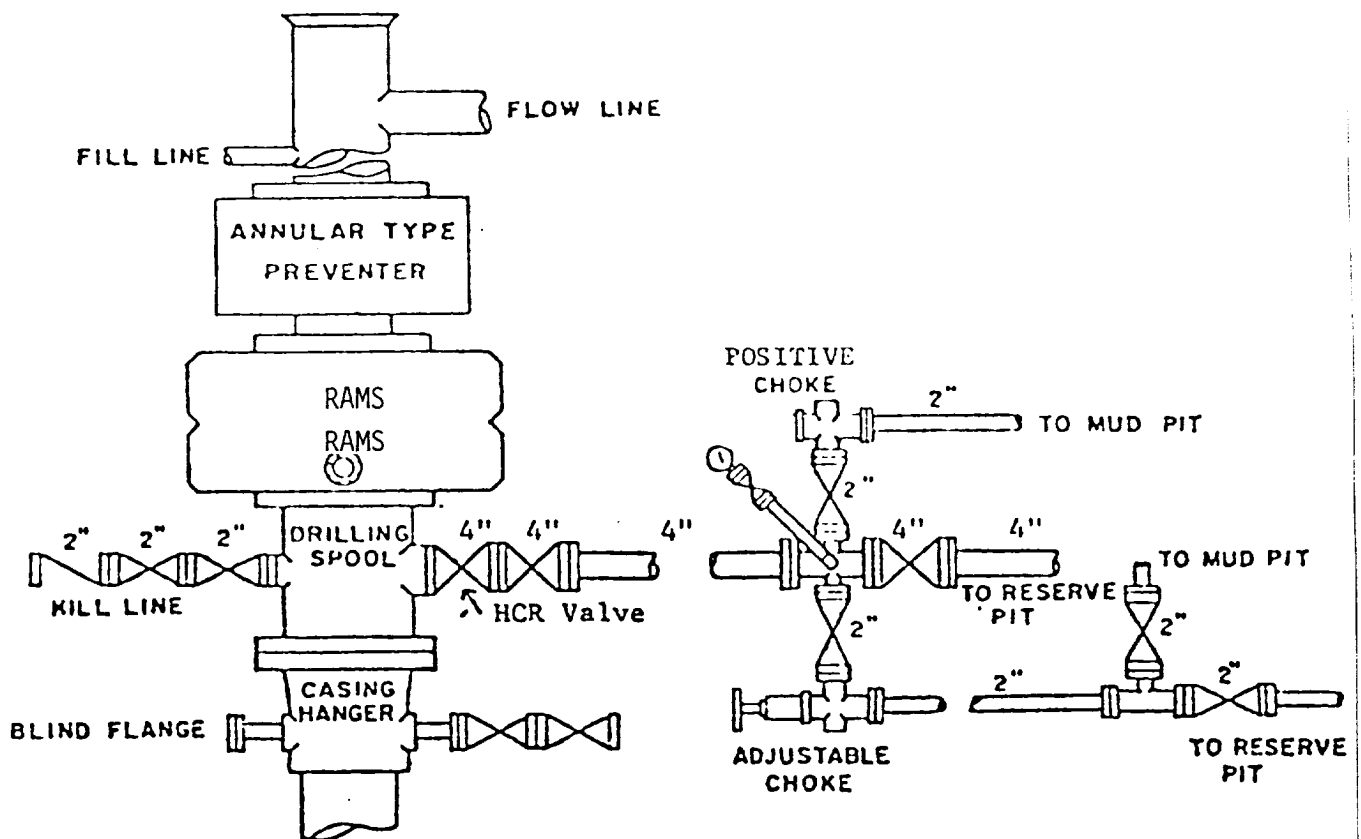 FLOW LINE
FILL LINE
ANNULAR TYPE
PREVENTER
RAMS
RAMS
POSITIVE
CHOKE
2"
TO MUD PIT
2"
2" 2" 2"
DRILLING
SPOOL
4" 4" 4"
4" 4"
KILL LINE
HCR Valve
TO RESERVE
PIT
TO MUD PIT
2"
2"
CASING
HANGER
BLIND FLANGE
2" 2"
ADJUSTABLE
CHOKE
TO RESERVE
PIT